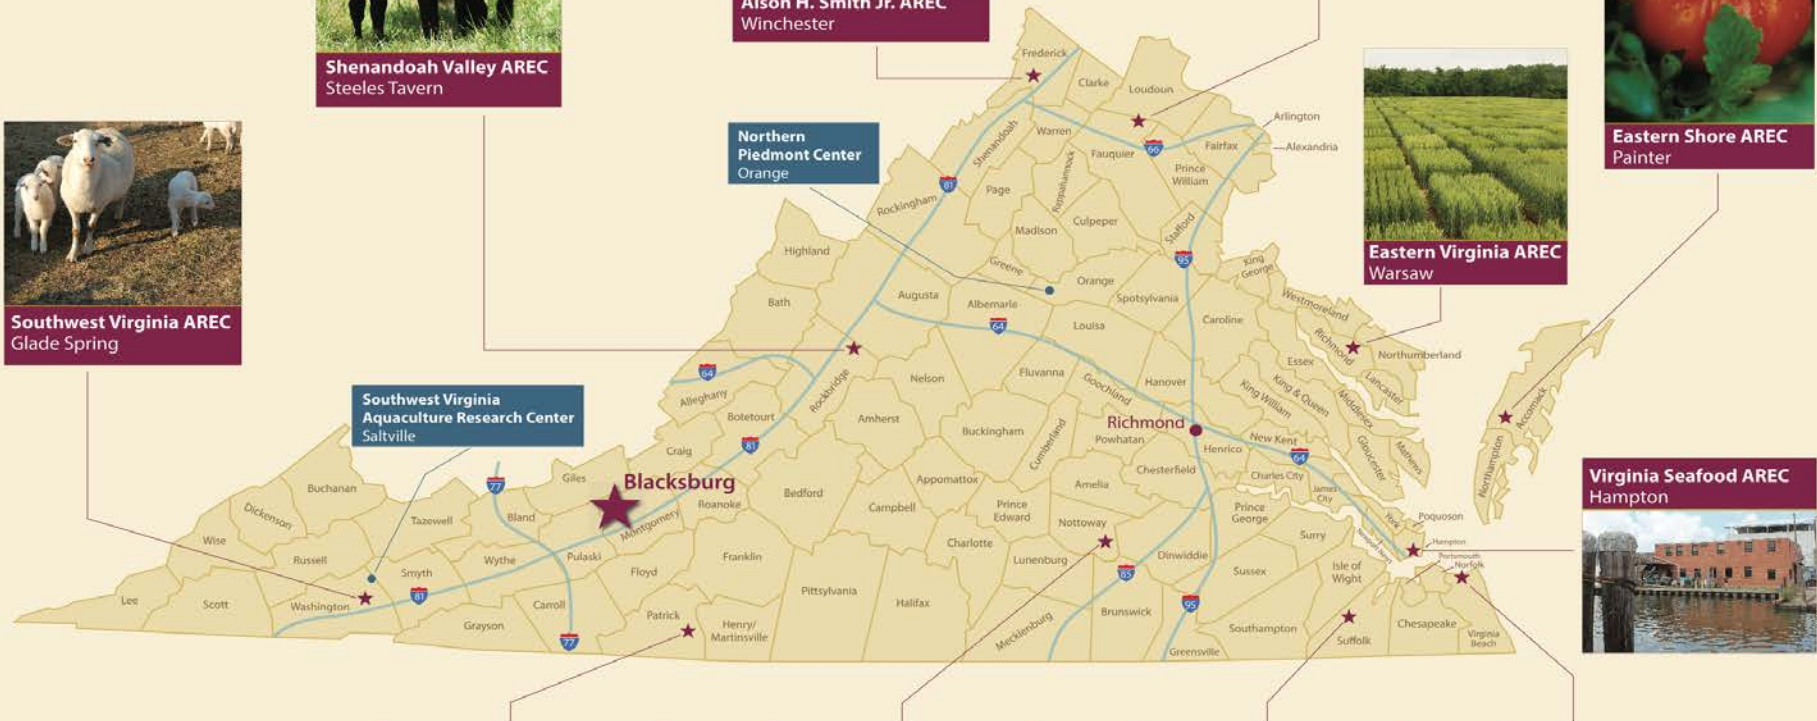 Alson H. Smith Jr. AREC
Winchester
Shenandoah Valley AREC
Steeles Tavern
Northern
Piedmont Center
Orange
Eastern Shore AREC
Painter
Eastern Virginia AREC
Warsaw
Southwest Virginia AREC
Glade Spring
Southwest Virginia
Aquaculture Research Center
Saltville
Virginia Seafood AREC
Hampton
Frederick
Clarke
Loudoun
Arlington
Shenandoah
Warren
66
Fairfax
Alexandria
Fauquier
Prince
William
81
Page
Rappahannock
Rockingham
Culpeper
Madison
Stafford
Highland
95
King
George
Greene
Orange
Augusta
Albemarle
Spotsylvania
Westmoreland
Bath
64
Louisa
Caroline
Richmond
Northumberland
Essex
64
Rockbridge
Nelson
Fluvanna
Goochland
Hanover
King William
King & Queen
Lancaster
Alleghany
Middlesex
Accomack
Botetourt
Amherst
Buckingham
Cumberland
Powhatan
Richmond
Henrico
New Kent
64
Gloucester
Mathews
Northampton
81
Craig
Chesterfield
Charles City
James
City
Giles
Blacksburg
Appomattox
Amelia
77
Buchanan
Roanoke
Bedford
Campbell
Prince
Edward
Nottoway
Prince
George
York
Poquoson
Dickenson
Tazewell
Bland
Montgomery
Surry
Newport News
Hampton
Wise
Charlotte
Russell
Wythe
Pulaski
Franklin
Lunenburg
Dinwiddie
Portsmouth
Norfolk
Smyth
Floyd
85
Sussex
Isle of
Wight
Lee
Scott
Washington
81
Carroll
Patrick
Pittsylvania
Halifax
95
Brunswick
Grayson
Henry/
Martinsville
Mecklenburg
Southampton
Chesapeake
77
Suffolk
Virginia
Beach
Greensville